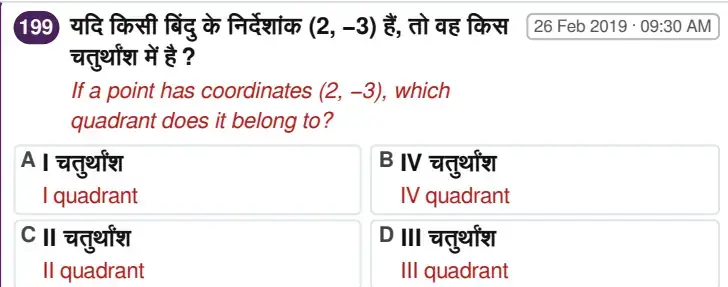 199 यदि किसी बिंदु के निर्देशांक (2, –3) हैं, तो वह किस 26 Feb 2019 · 09:30 AM
चतुर्थांश में है ?
If a point has coordinates (2, –3), which
quadrant does it belong to?
A I चतुर्थांश B IV चतुर्थांश
I quadrant IV quadrant
C II चतुर्थांश D III चतुर्थांश
II quadrant III quadrant